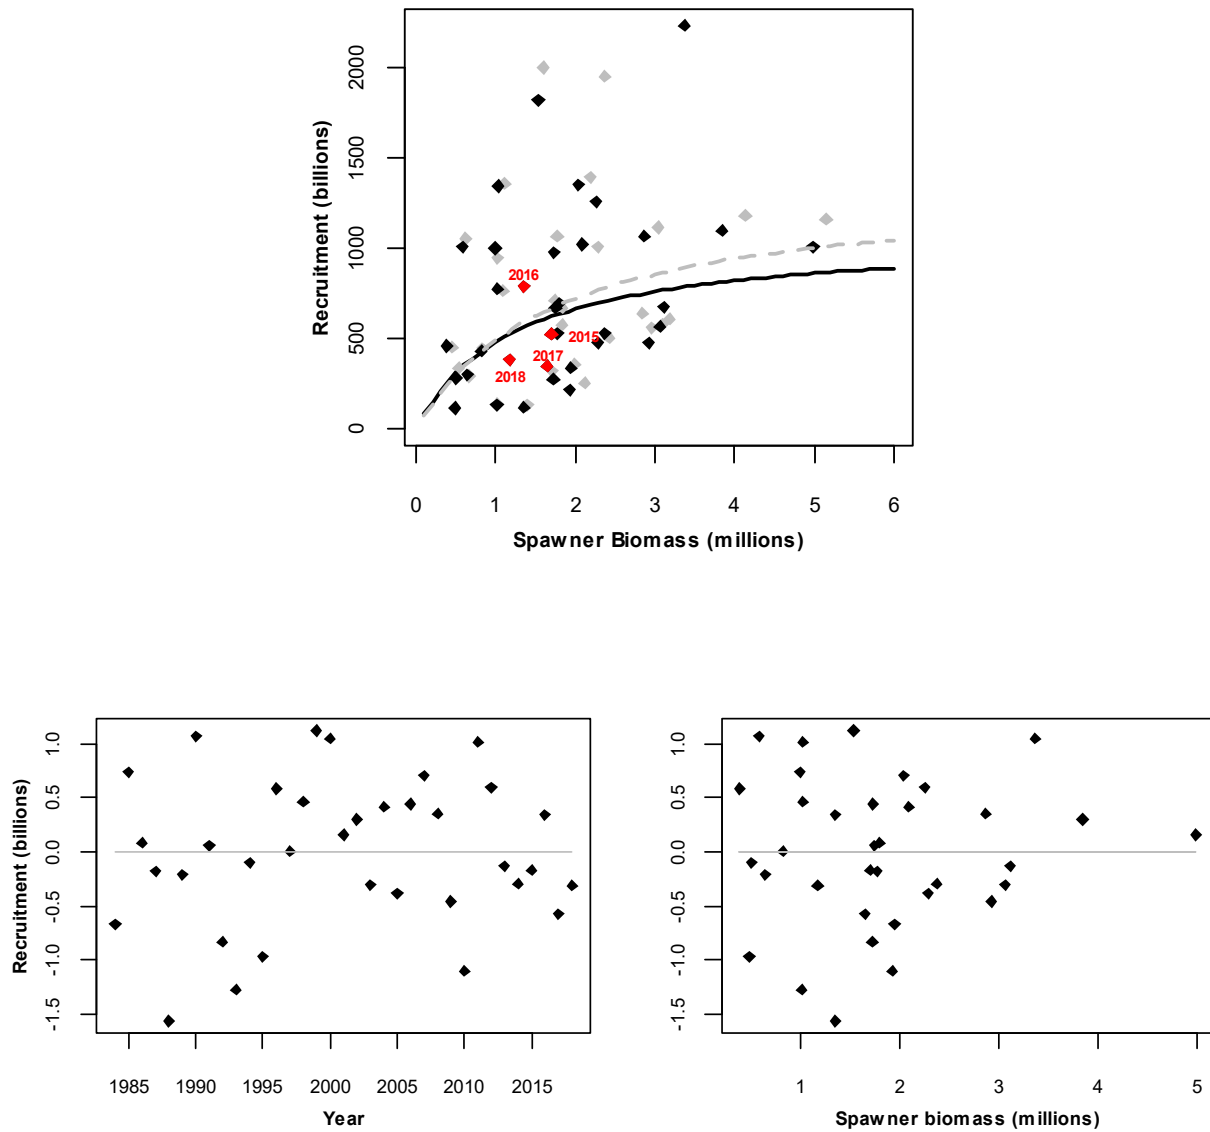 2000
1500
1000
500
0
Recruitment (billions)
2016
2015
2017
2018
0 1 2 3 4 5 6
Spawner Biomass (millions)
1.0
0.5
0.0
-0.5
-1.0
-1.5
Recruitment (billions)
1985 1990 1995 2000 2005 2010 2015
Year
1.0
0.5
0.0
-0.5
-1.0
-1.5
1 2 3 4 5
Spawner biomass (millions)